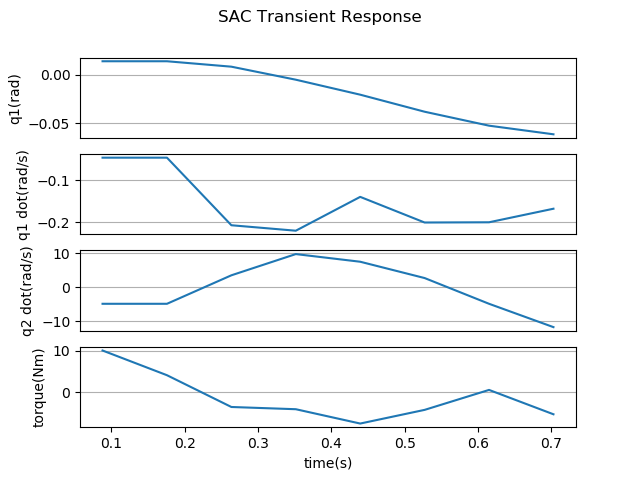 SAC Transient Response
q1(rad)
0.00
−0.05
q1 dot(rad/s)
−0.1
−0.2
q2 dot(rad/s)
10
0
−10
torque(Nm)
10
0
0.1 0.2 0.3 0.4 0.5 0.6 0.7
time(s)